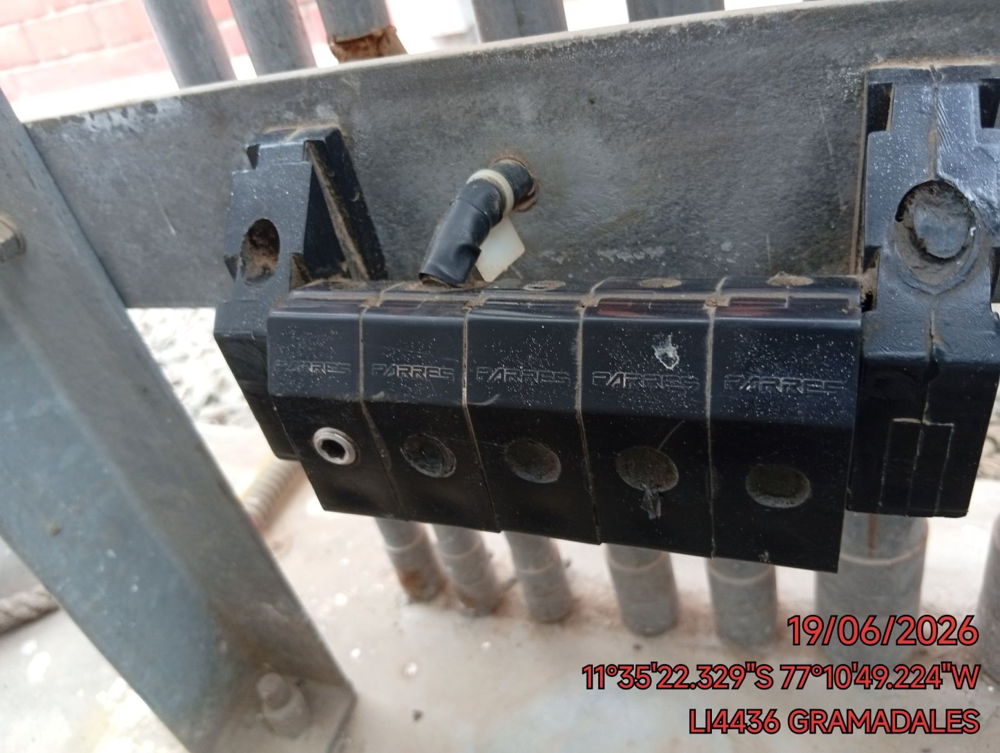 PARRES PARRES PARRES PARRES PARRES
19/06/2026
11°35'22.329"S 77°10'49.224"W
LI4436 GRAMADALES